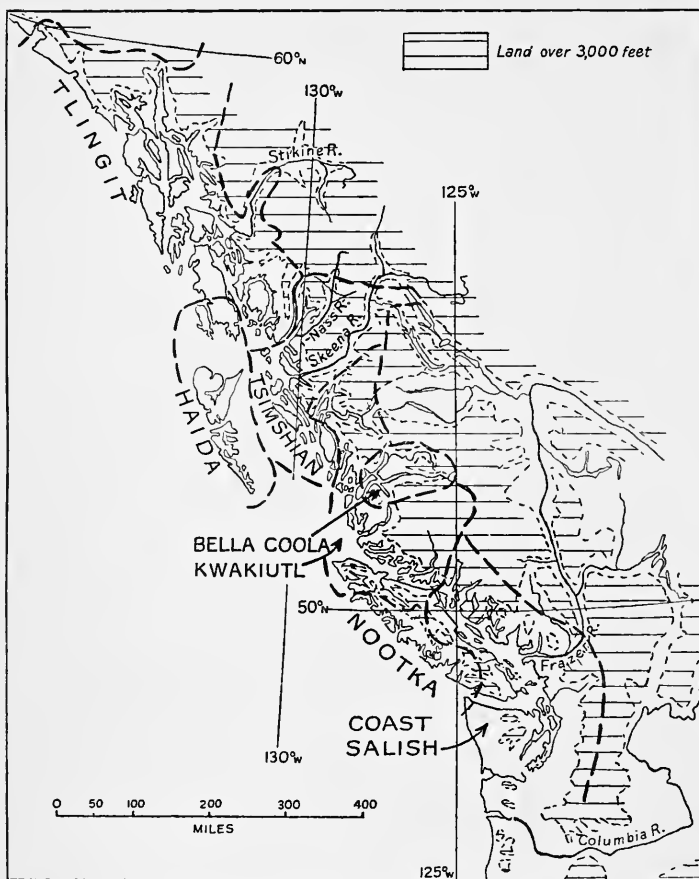 60°N
Land over 3,000 feet
130°W
TLINGIT
Stikine R.
125°W
Nass R.
Skeena R.
HAIDA
TSIMSHIAN
BELLA COOLA
KWAKIUTL
50°N
NOOTKA
Frazer R.
COAST
SALISH
130°W
0 50 100 200 300 400
MILES
Columbia R.
125°W